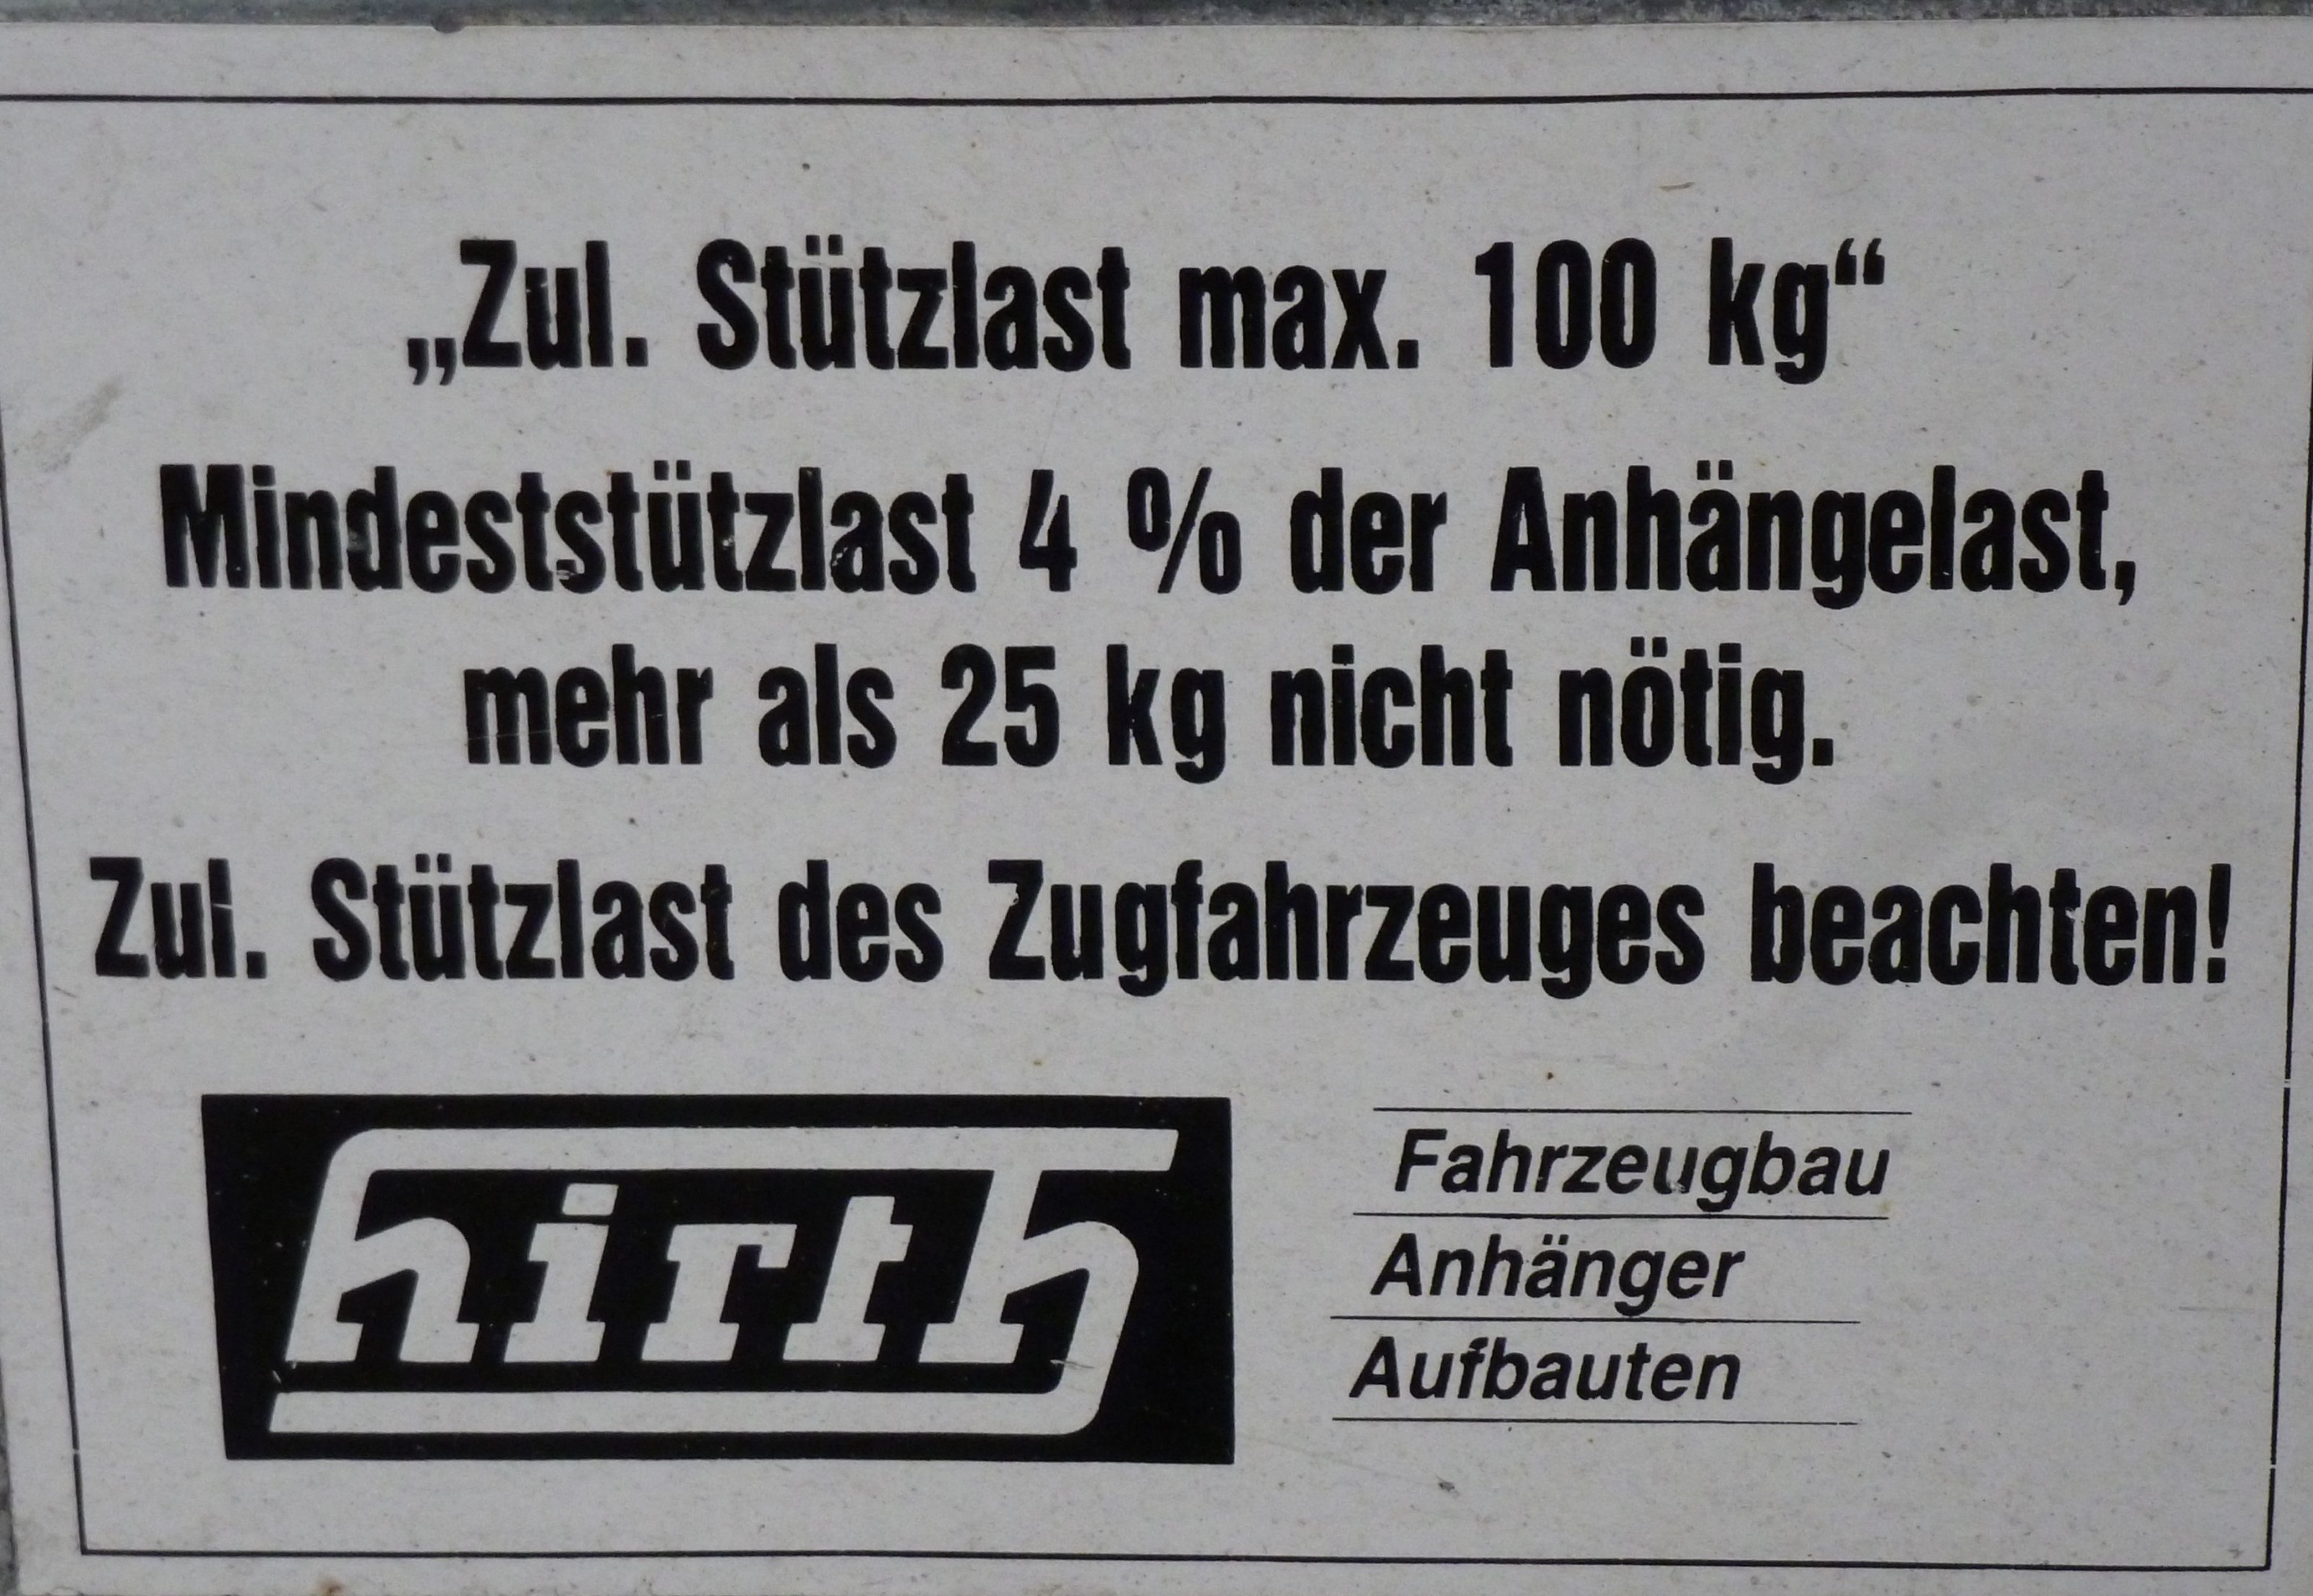 „Zul. Stützlast max. 100 kg“
Mindeststützlast 4 % der Anhängelast,
mehr als 25 kg nicht nötig.
Zul. Stützlast des Zugfahrzeuges beachten!
hirth
Fahrzeugbau
Anhänger
Aufbauten